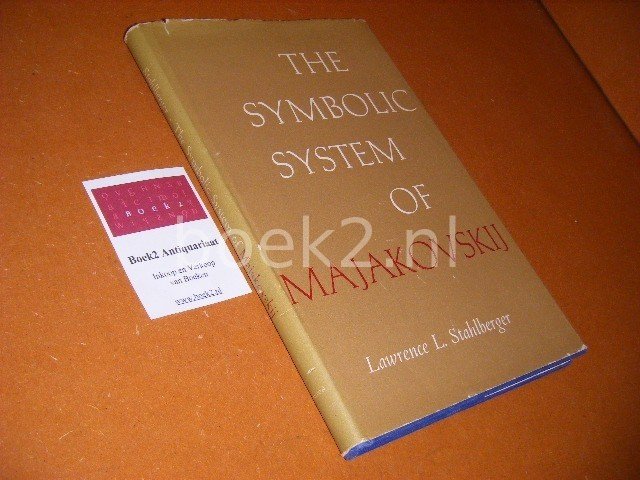 THE
SYMBOLIC
SYSTEM
OF
MAJAKOVSKIJ
Lawrence L. Stahlberger
BOEK2
Boek2 Antiquariaat
Inkoop en Verkoop
van Boeken
www.boek2.nl
boek2.nl